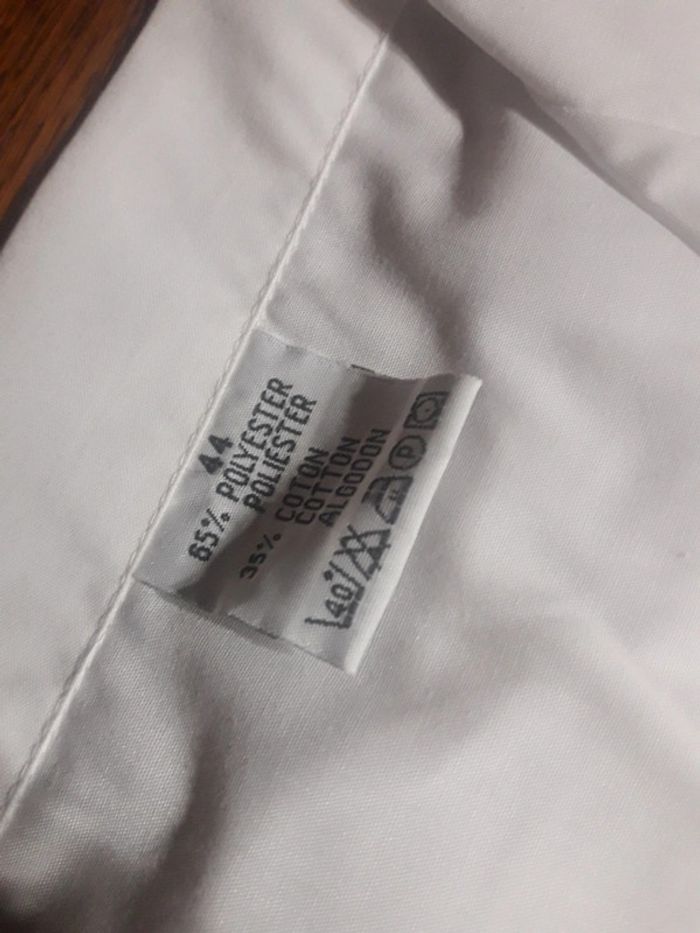 44
65% POLYESTER
POLIESTER
35% COTON
COTTON
ALGODON
40°
P